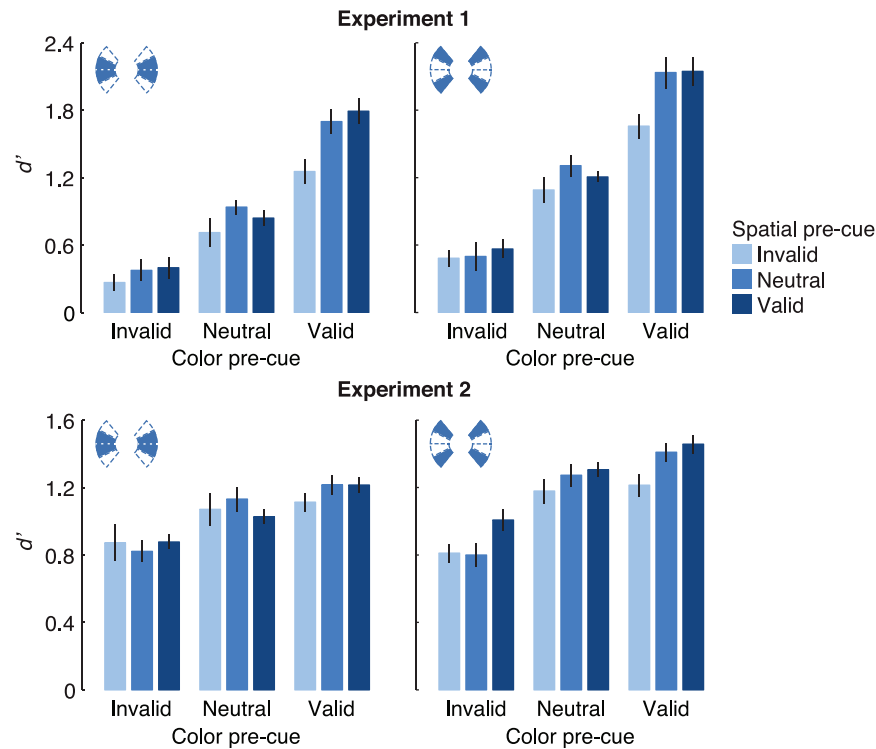 Experiment 1
2.4
1.8
1.2
0.6
0
d'
Invalid Neutral Valid
Color pre-cue
Invalid Neutral Valid
Color pre-cue
Spatial pre-cue
Invalid
Neutral
Valid
Experiment 2
1.6
1.2
0.8
0.4
0
d'
Invalid Neutral Valid
Color pre-cue
Invalid Neutral Valid
Color pre-cue